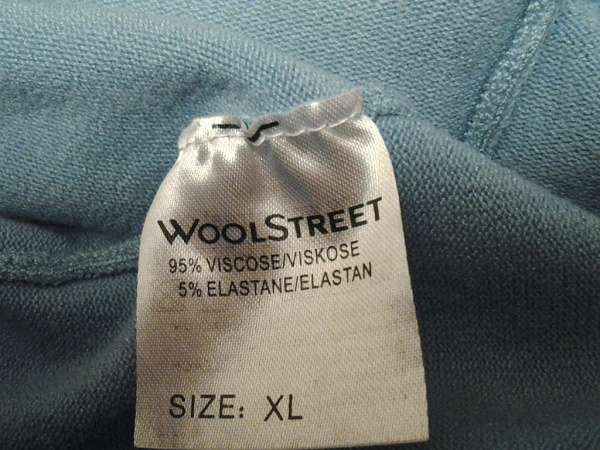 WOOLSTREET
95% VISCOSE/VISKOSE
5% ELASTANE/ELASTAN
SIZE: XL